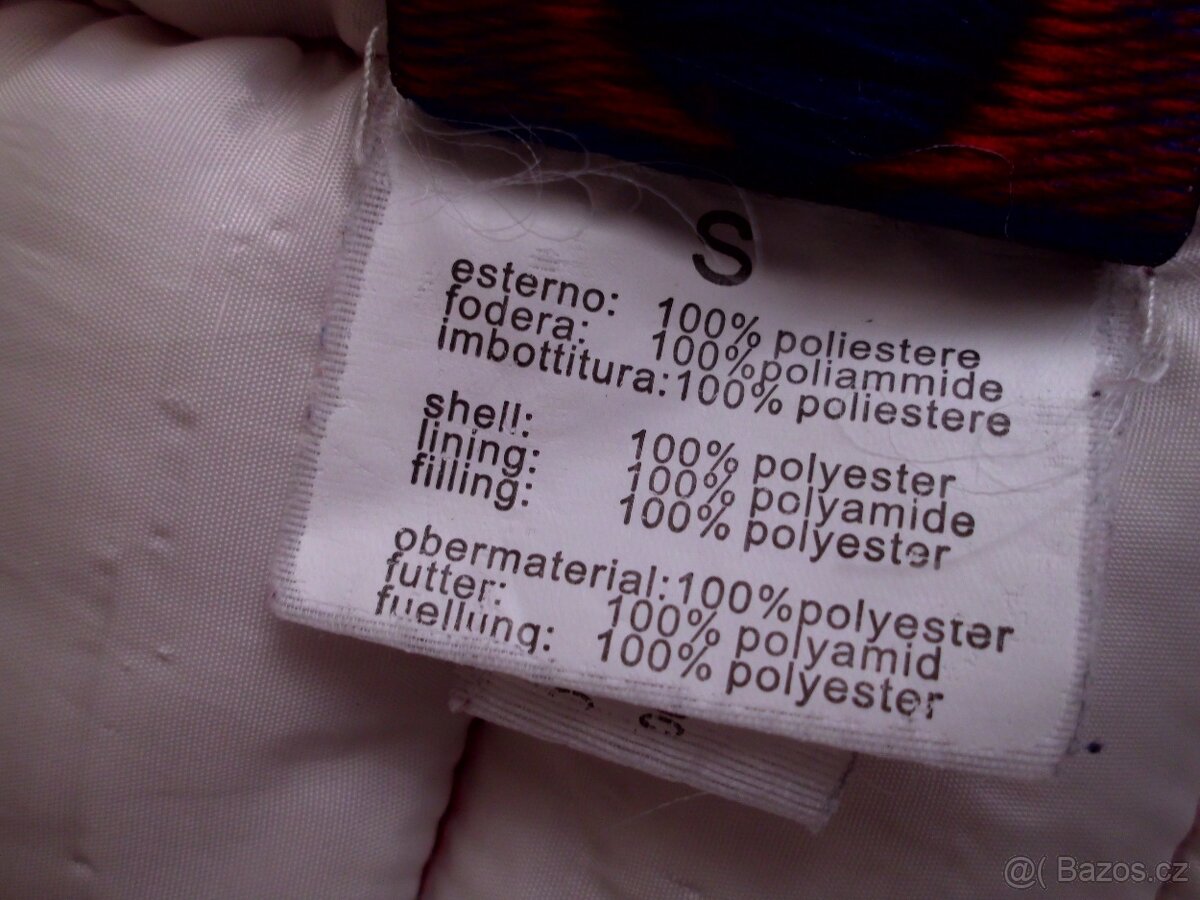 S
esterno: 100% poliestere
fodera: 100% poliammide
imbottitura: 100% poliestere
shell: 100% polyester
lining: 100% polyamide
filling: 100% polyester
obermaterial: 100% polyester
futter: 100% polyamid
fuellung: 100% polyester
@( Bazos.cz